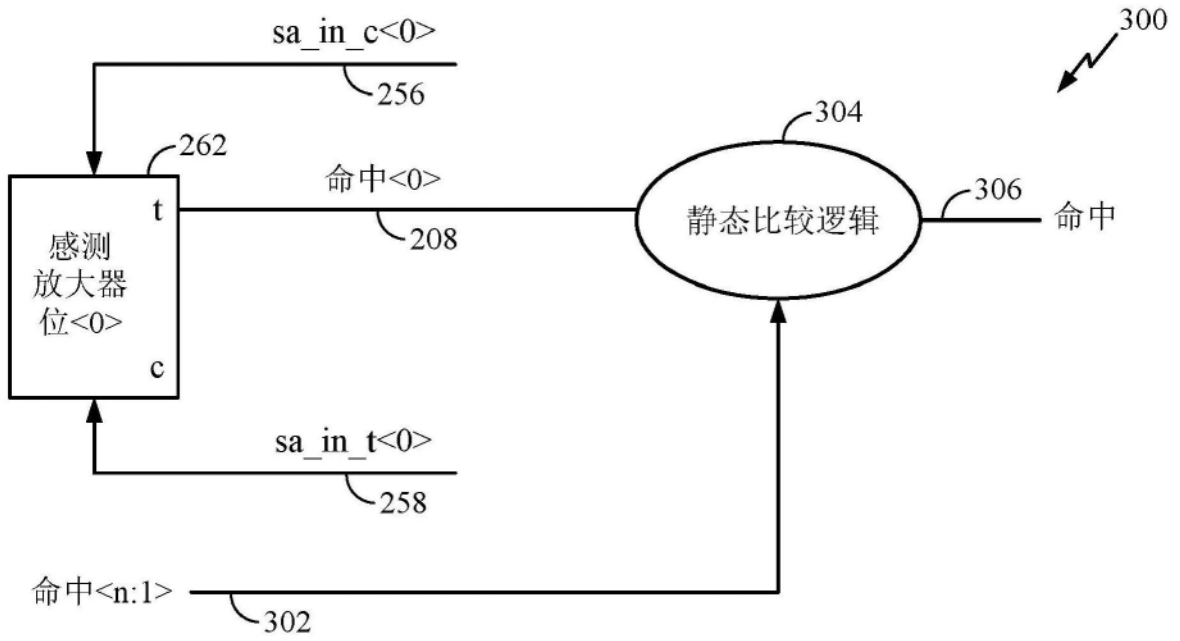 sa_in_c<0>
256
300
262
304
t
命中<0>
208
静态比较逻辑
306
命中
感测
放大器
位<0>
c
sa_in_t<0>
258
命中<n:1>
302